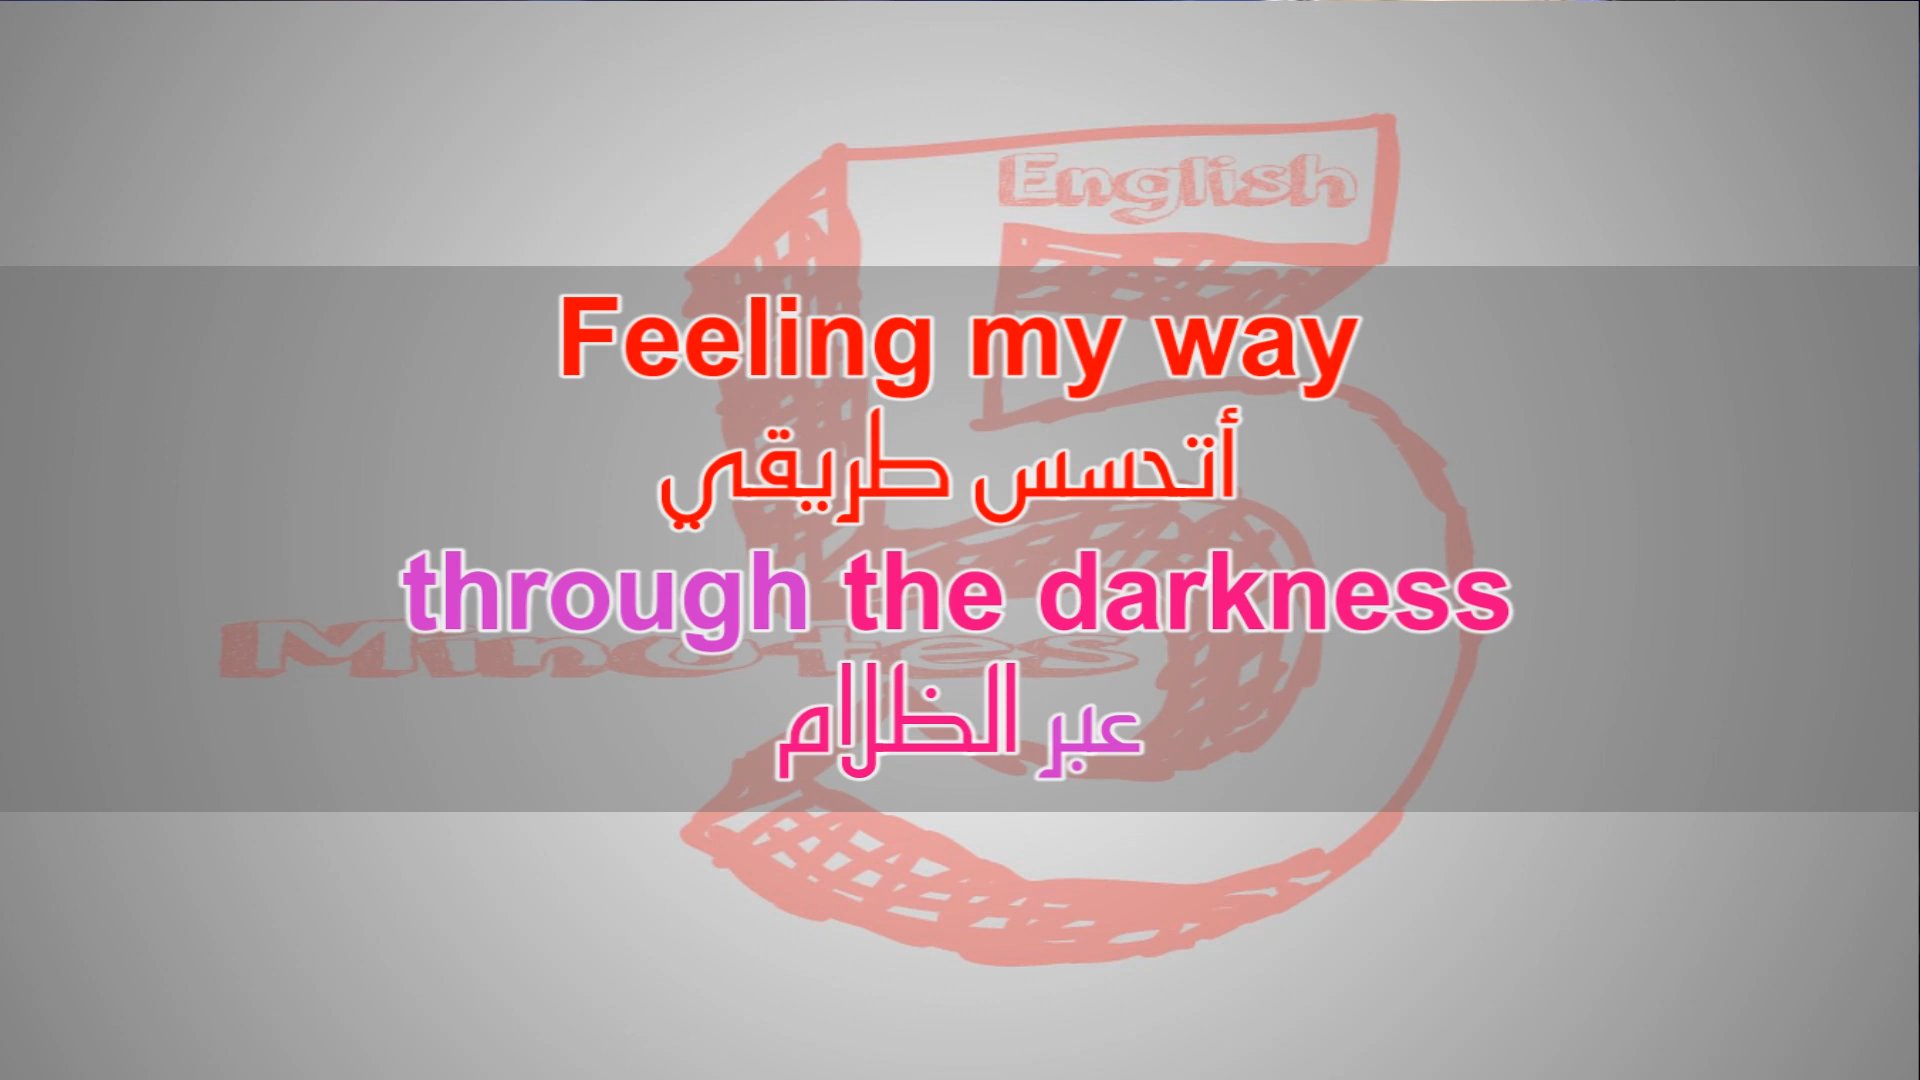 English
Feeling my way
أتحسس طريقي
through the darkness
Minutes
عبر الظلام